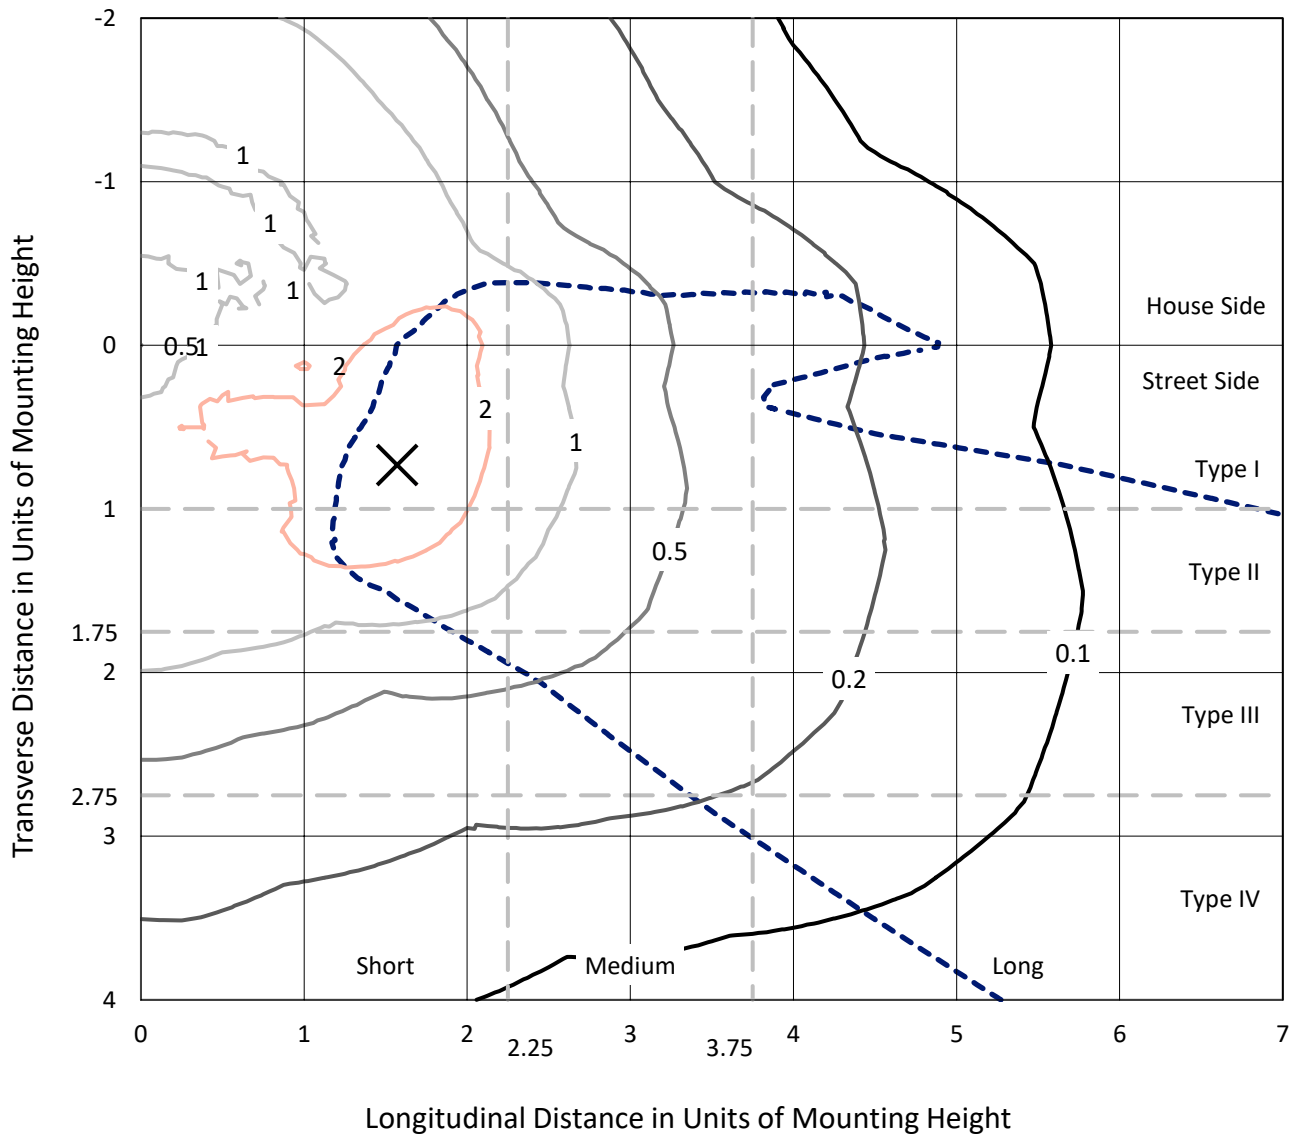 -2
1
-1
1
1
1
House Side
0
0.5
1
2
Street Side
2
1
Type I
1
0.5
Type II
1.75
0.1
2
0.2
Type III
2.75
3
Type IV
Short
Medium
Long
4
0 1 2 3 4 5 6 7
2.25 3.75
Transverse Distance in Units of Mounting Height
Longitudinal Distance in Units of Mounting Height